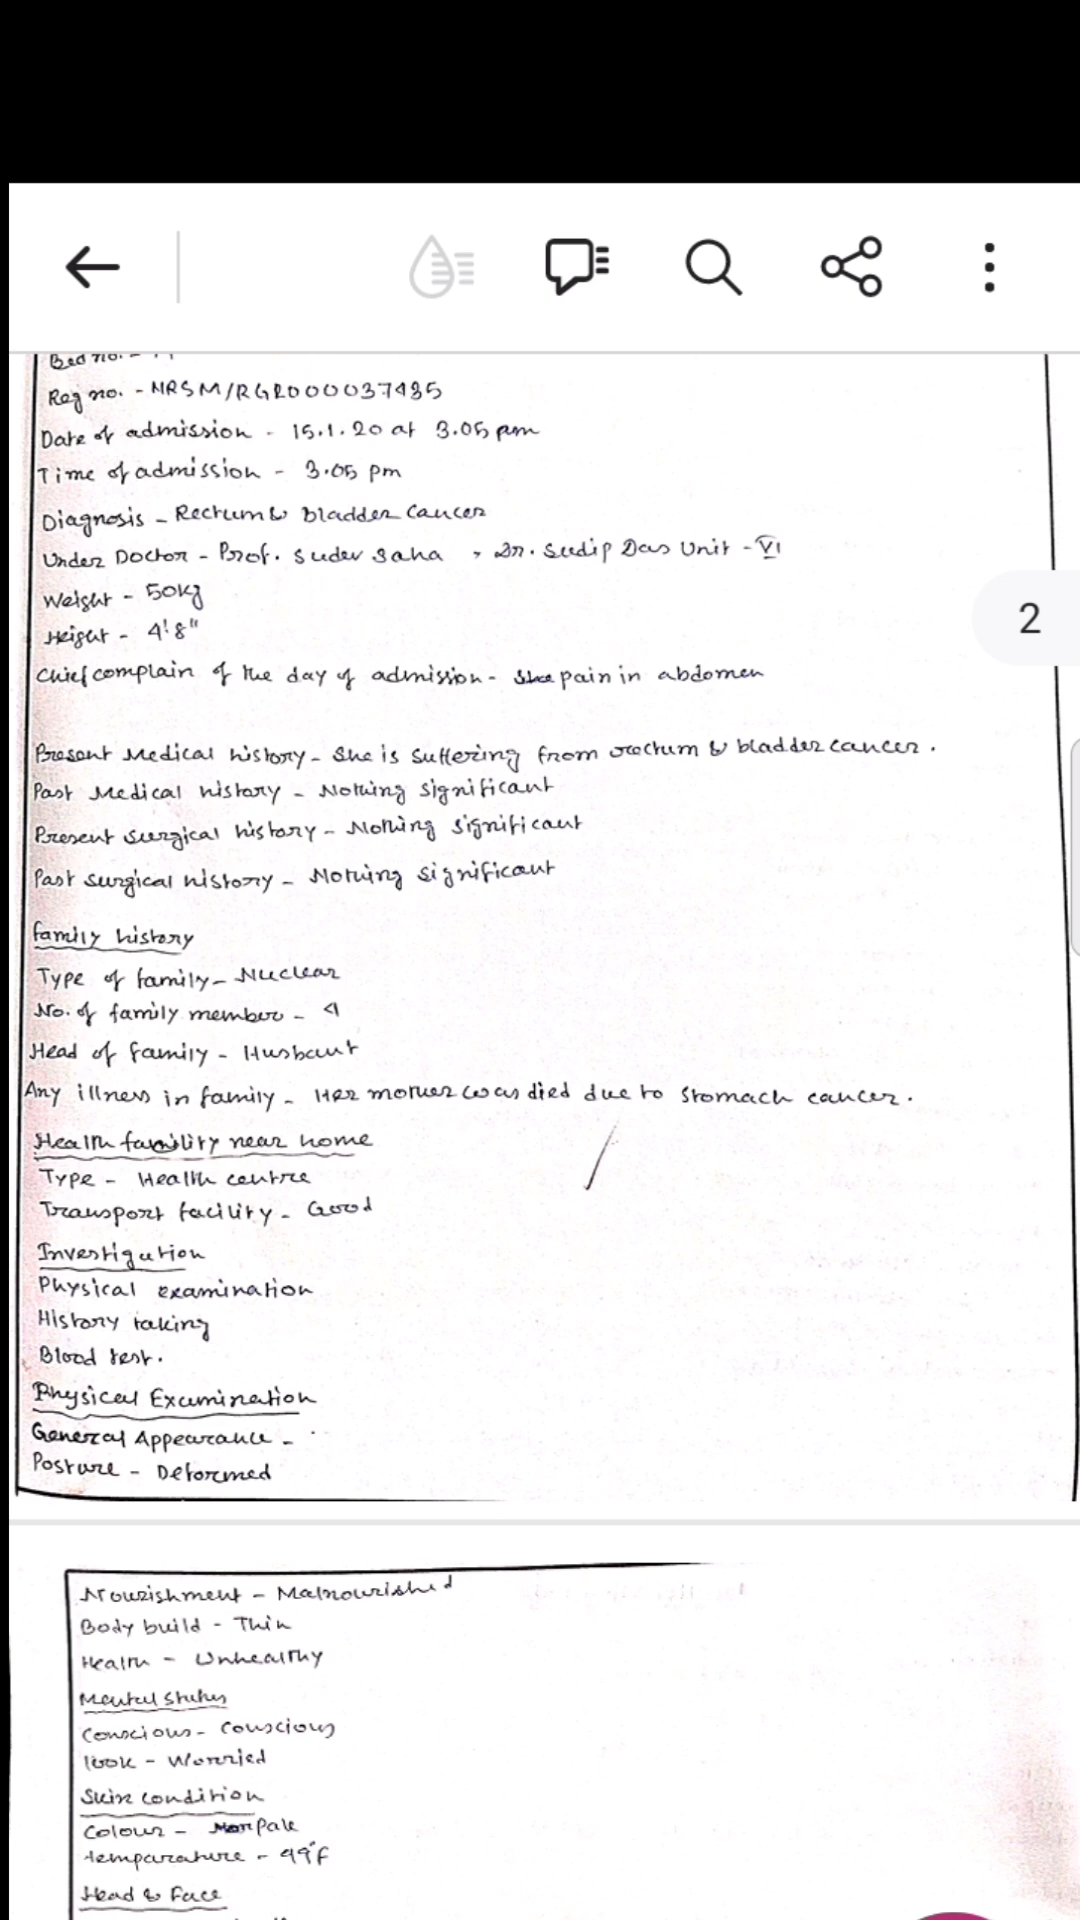 Bed no. -
Reg no. - NRSM/RG2000037435
Date of admission - 15.1.20 at 3.05 pm
Time of admission - 3.05 pm
Diagnosis - Rectum & bladder cancer
Under Doctor - Prof. Sudev Saha, Dr. Sudip Das Unit - VI
Weight - 50kg
Height - 4'8"
Chief complain of the day of admission - pain in abdomen
Present Medical history - She is suffering from rectum & bladder cancer.
Past Medical history - Nothing significant
Present surgical history - Nothing significant
Past surgical history - Nothing significant
Family history
Type of family - Nuclear
No. of family member - 4
Head of family - Husbant
Any illness in family - Her mother was died due to stomach cancer.
Health facility near home
Type - Health centre
Transport facility - Good
Investigation
Physical examination
History taking
Blood test.
Physical Examination
General Appearance -
Posture - Deformed
2
Nourishment - Malnourished
Body build - Thin
Health - Unhealthy
Mental status
Conscious - Conscious
look - Worried
Skin condition
Colour - Pale
temparature - 99°F
Head & Face